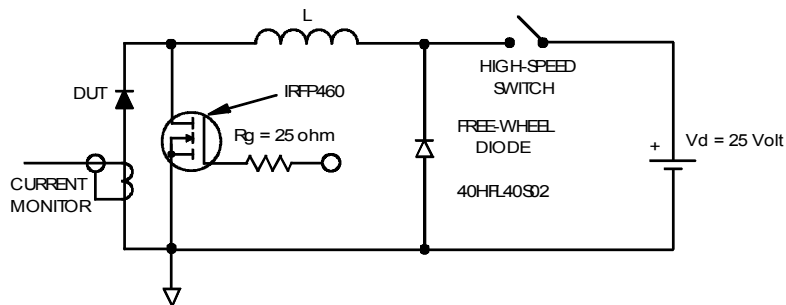 L
HIGH-SPEED
SWITCH
DUT
IRFP460
Rg = 25 ohm
FREE-WHEEL
DIODE
+
Vd = 25 Volt
40HFL40S02
CURRENT
MONITOR